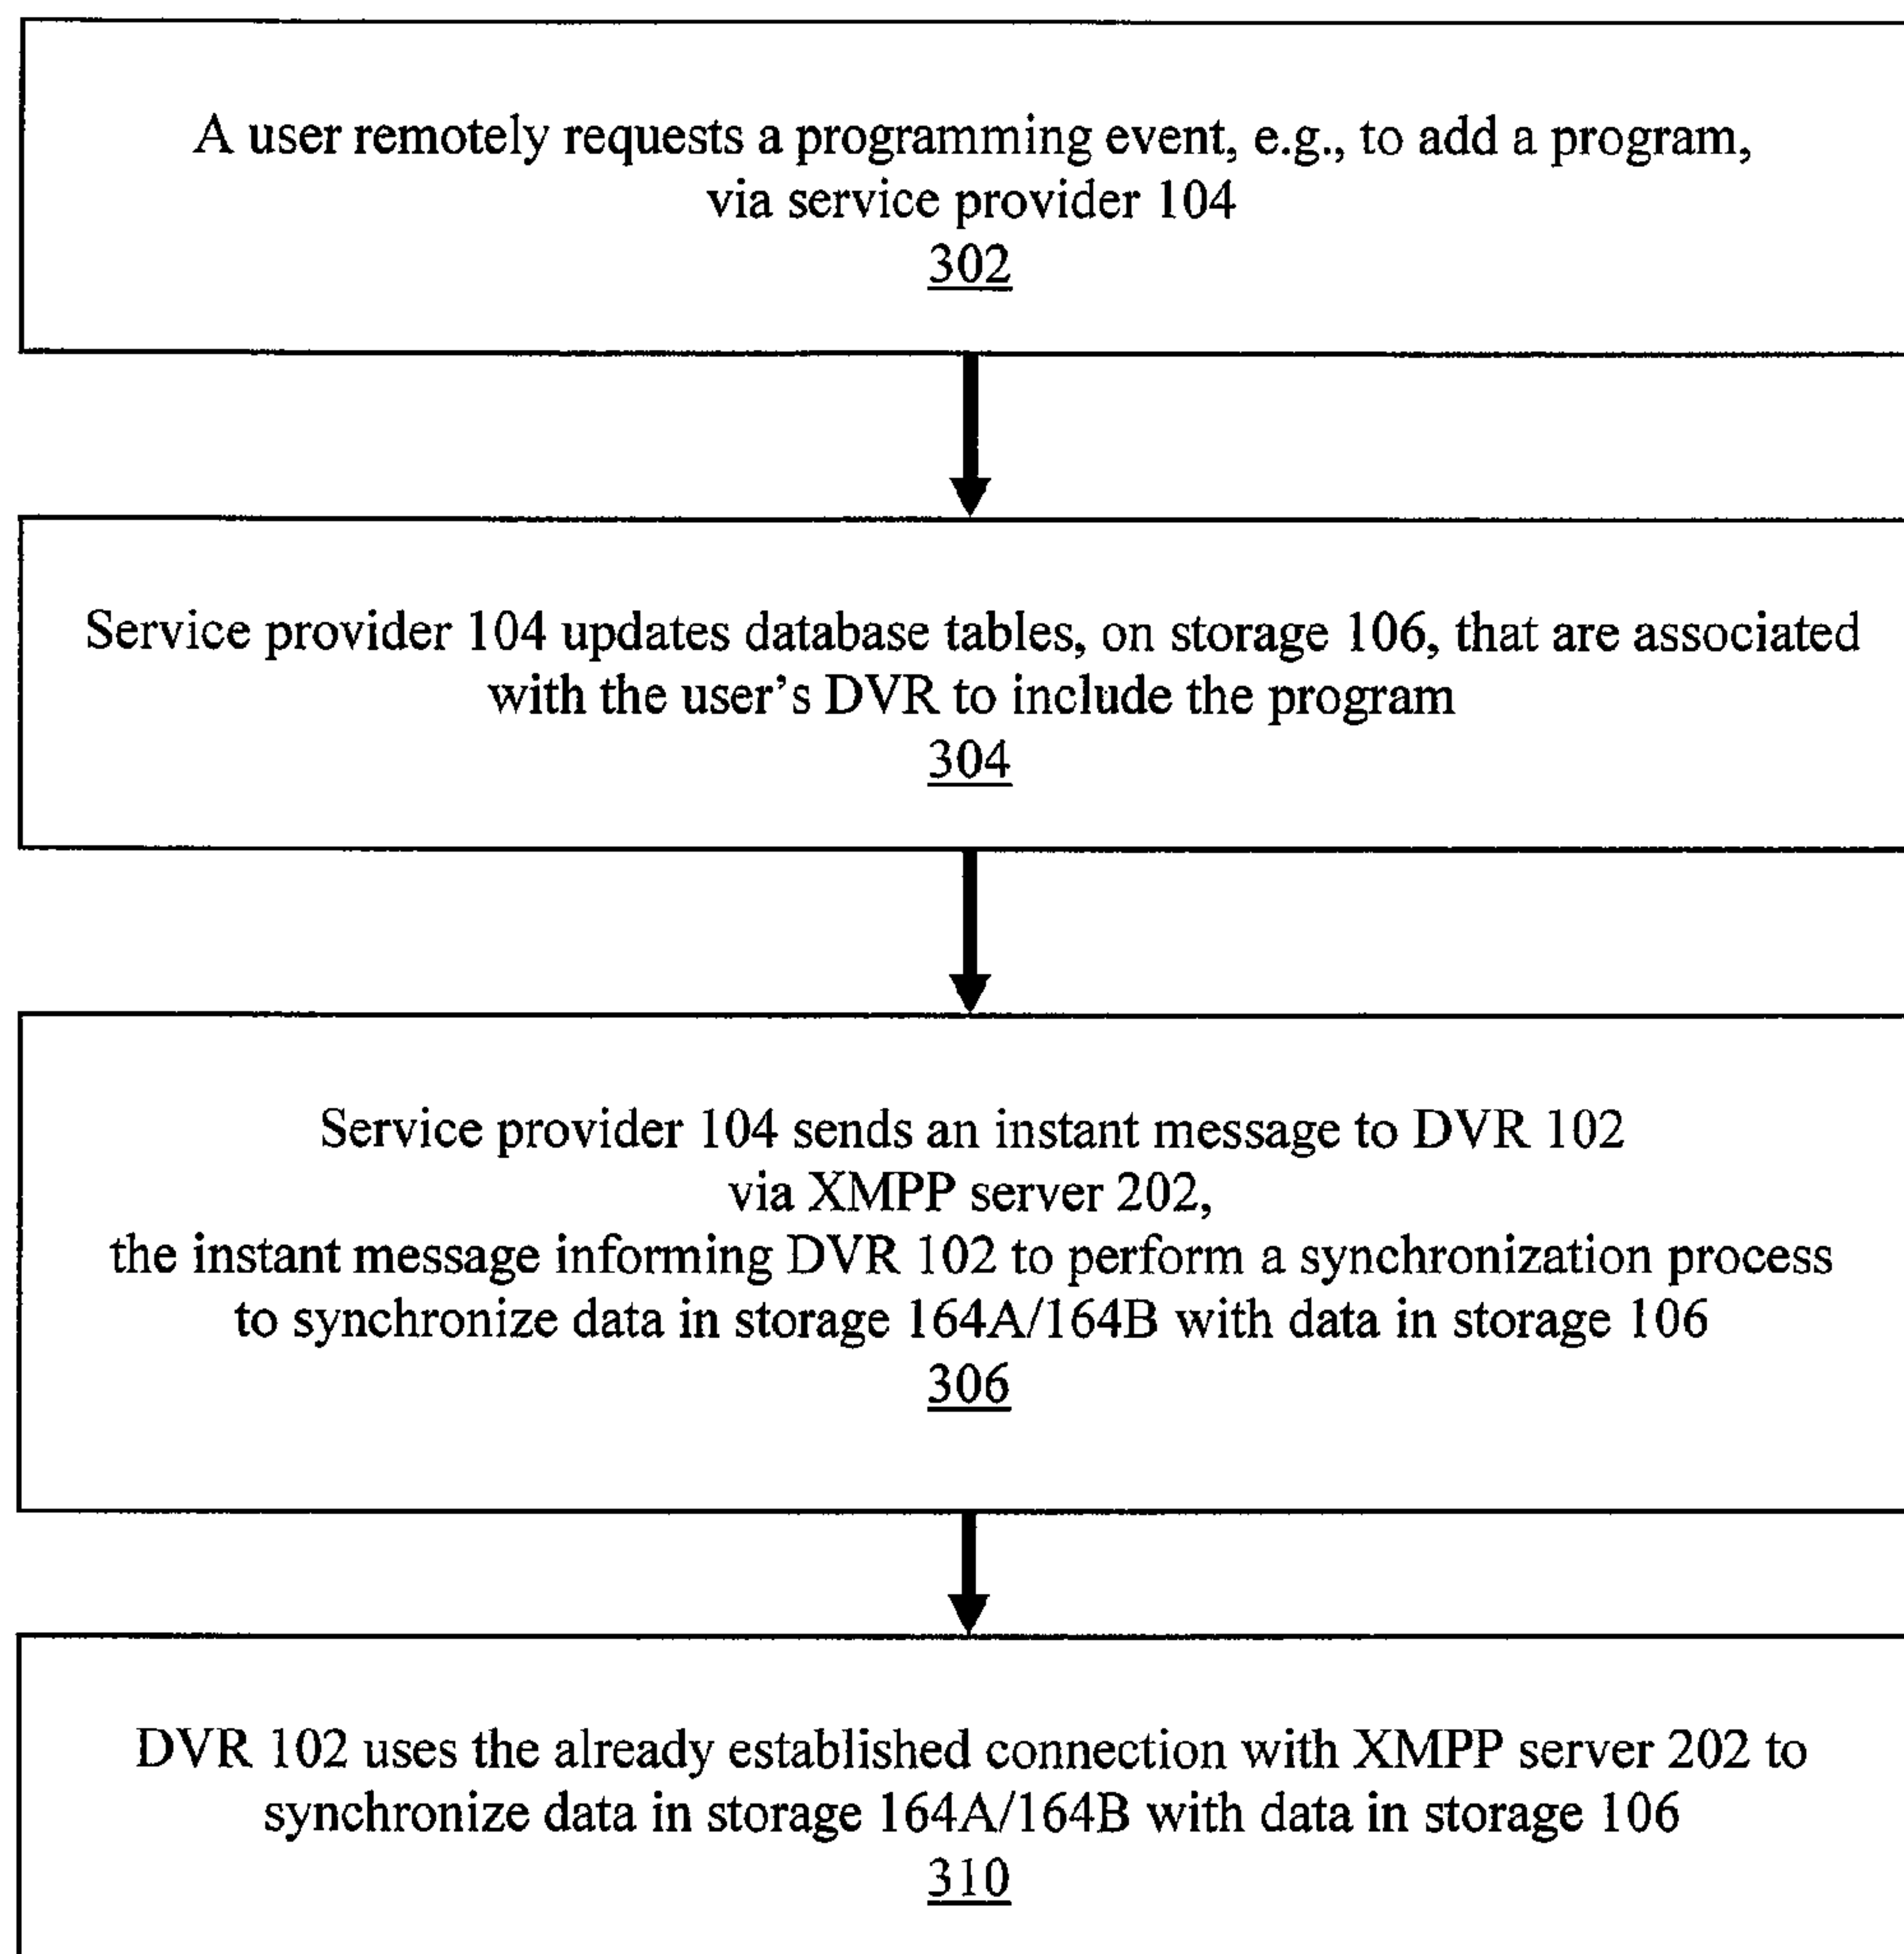 A user remotely requests a programming event, e.g., to add a program,
via service provider 104
302
Service provider 104 updates database tables, on storage 106, that are associated
with the user’s DVR to include the program
304
Service provider 104 sends an instant message to DVR 102
via XMPP server 202,
the instant message informing DVR 102 to perform a synchronization process
to synchronize data in storage 164A/164B with data in storage 106
306
DVR 102 uses the already established connection with XMPP server 202 to
synchronize data in storage 164A/164B with data in storage 106
310